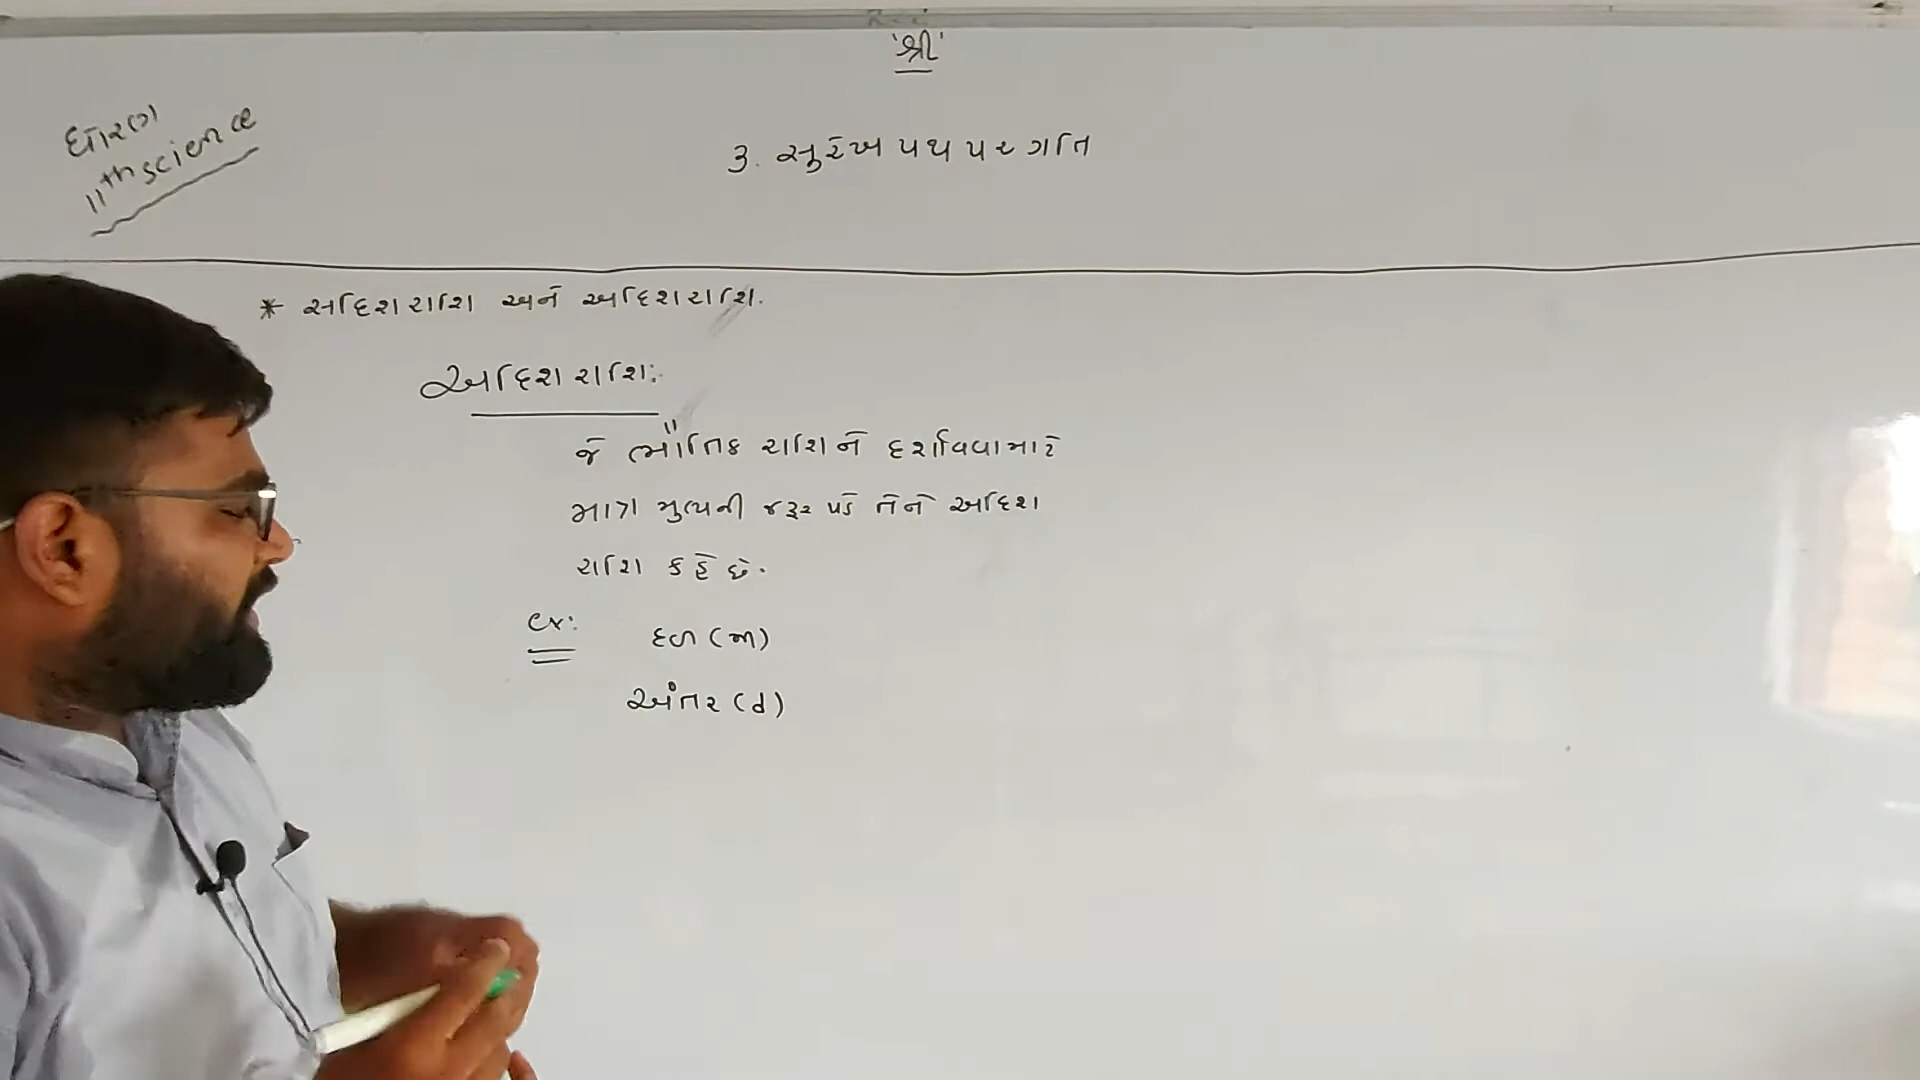 'શ્રી'
ધોરણ
11th science
3. સુરેખ પથ પર ગતિ
* સદિશ રાશિ અને અદિશ રાશિ.
અદિશ રાશિ:
"
જે ભૌતિક રાશિને દર્શાવવા માટે
માત્ર મુલ્યની જરૂર પડે તેને અદિશ
રાશિ કહે છે.
ex:
દળ (m)
અંતર (d)